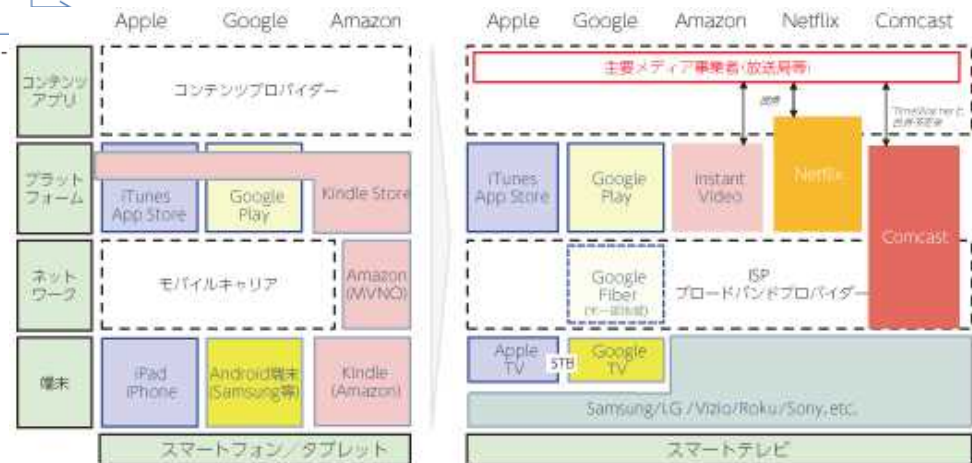 Apple Google Amazon
Apple Google Amazon Netflix Comcast
コンテンツ
アプリ
コンテンツプロバイダー
主要メディア事業者(放送局等)
提携
プラット
フォーム
iTunes
App Store
Google
Play
Kindle Store
iTunes
App Store
Google
Play
Instant
Video
Netflix
Comcast
ネット
ワーク
モバイルキャリア
Amazon
(MVNO)
Google
Fiber
ISP
ブロードバンドプロバイダー
端末
iPad
iPhone
Android端末
(Samsung等)
Kindle
(Amazon)
Apple
TV
STB
Google
TV
Samsung/LG/Vizio/Roku/Sony,etc.
スマートフォン/タブレット
スマートテレビ